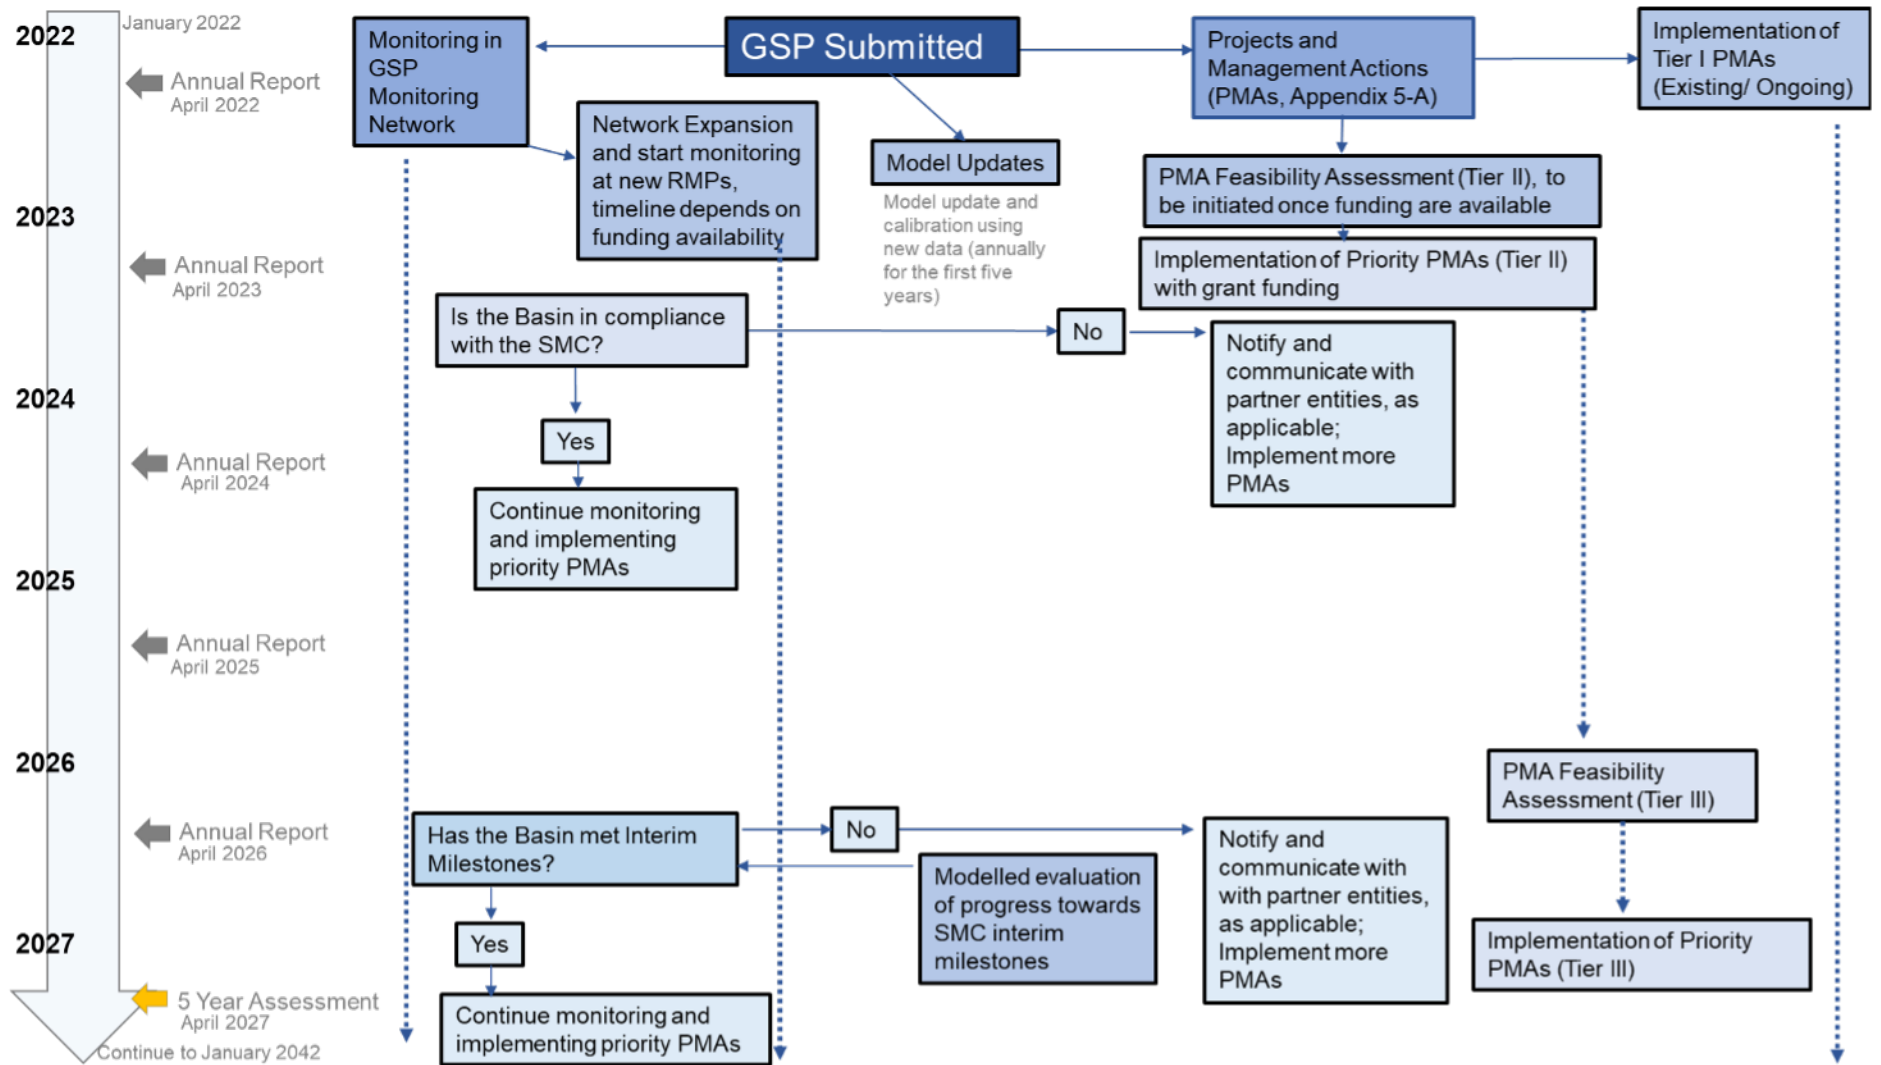 2022
January 2022
Annual Report
April 2022
2023
Annual Report
April 2023
2024
Annual Report
April 2024
2025
Annual Report
April 2025
2026
Annual Report
April 2026
2027
5 Year Assessment
April 2027
Continue to January 2042
Monitoring in
GSP
Monitoring
Network
GSP Submitted
Projects and
Management Actions
(PMAs, Appendix 5-A)
Implementation of
Tier I PMAs
(Existing/ Ongoing)
Network Expansion
and start monitoring
at new RMPs,
timeline depends on
funding availability
Model Updates
Model update and
calibration using
new data (annually
for the first five
years)
PMA Feasibility Assessment (Tier II), to
be initiated once funding are available
Implementation of Priority PMAs (Tier II)
with grant funding
Is the Basin in compliance
with the SMC?
No
Notify and
communicate with
partner entities, as
applicable;
Implement more
PMAs
Yes
Continue monitoring
and implementing
priority PMAs
PMA Feasibility
Assessment (Tier III)
Has the Basin met Interim
Milestones?
No
Notify and
communicate with
with partner entities,
as applicable;
Implement more
PMAs
Modelled evaluation
of progress towards
SMC interim
milestones
Yes
Implementation of Priority
PMAs (Tier III)
Continue monitoring and
implementing priority PMAs